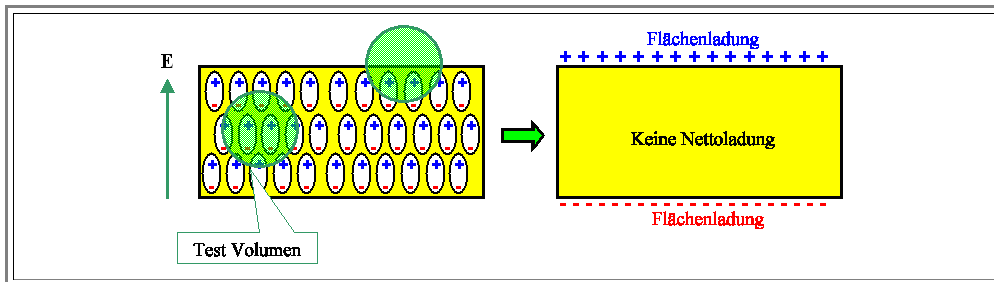 E
Test Volumen
Flächenladung
Keine Nettoladung
Flächenladung